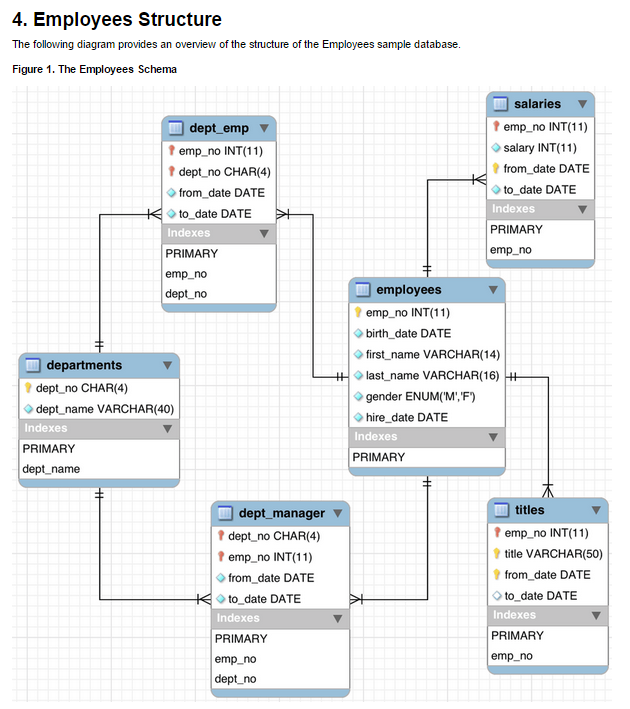 4. Employees Structure
The following diagram provides an overview of the structure of the Employees sample database.
Figure 1. The Employees Schema
dept_emp
emp_no INT(11)
dept_no CHAR(4)
from_date DATE
to_date DATE
Indexes
PRIMARY
emp_no
dept_no
salaries
emp_no INT(11)
salary INT(11)
from_date DATE
to_date DATE
Indexes
PRIMARY
emp_no
employees
emp_no INT(11)
birth_date DATE
first_name VARCHAR(14)
last_name VARCHAR(16)
gender ENUM('M','F')
hire_date DATE
Indexes
PRIMARY
departments
dept_no CHAR(4)
dept_name VARCHAR(40)
Indexes
PRIMARY
dept_name
dept_manager
dept_no CHAR(4)
emp_no INT(11)
from_date DATE
to_date DATE
Indexes
PRIMARY
emp_no
dept_no
titles
emp_no INT(11)
title VARCHAR(50)
from_date DATE
to_date DATE
Indexes
PRIMARY
emp_no